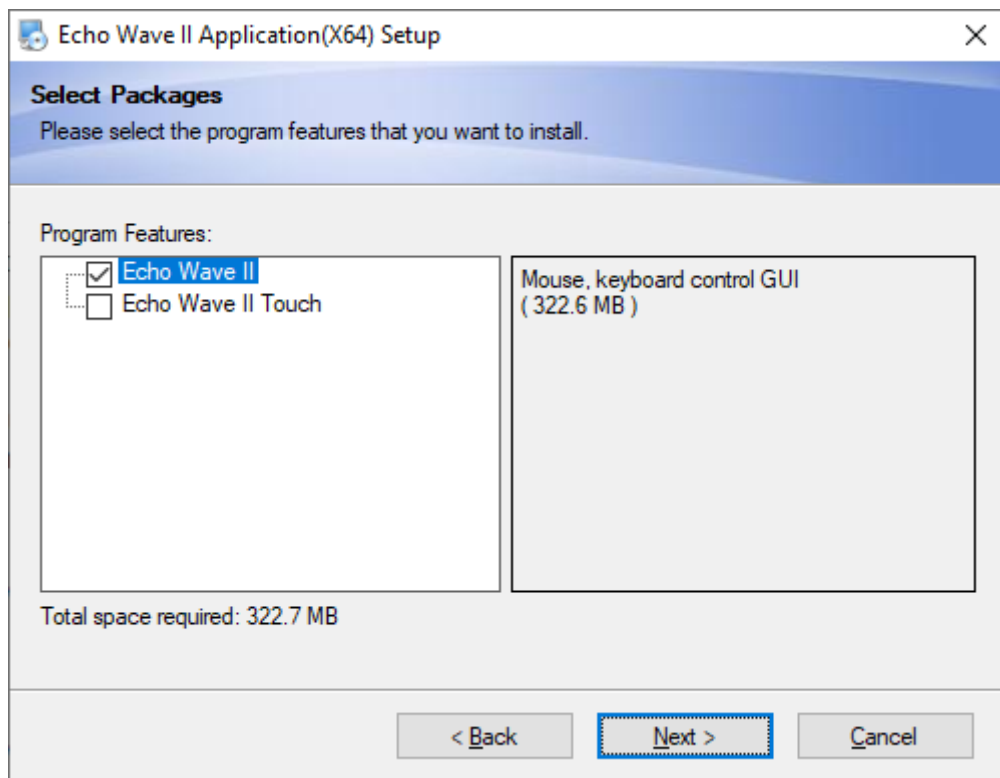 Echo Wave II Application(X64) Setup
Select Packages
Please select the program features that you want to install.
Program Features:
Echo Wave II
Echo Wave II Touch
Mouse, keyboard control GUI
( 322.6 MB )
Total space required: 322.7 MB
< Back
Next >
Cancel